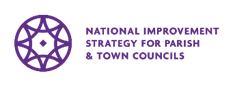 NATIONAL IMPROVEMENT
STRATEGY FOR PARISH
& TOWN COUNCILS